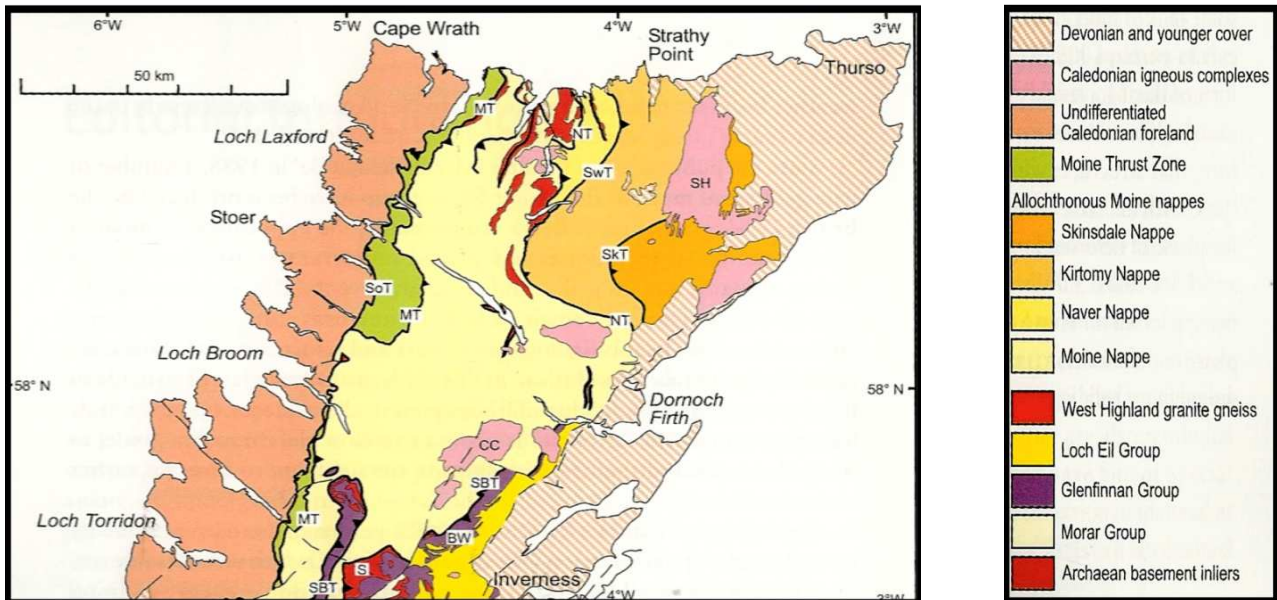 6°W
5°W
4°W
3°W
Cape Wrath
Strathy
Point
Thurso
50 km
MT
NT
Loch Laxford
SwT
SH
Stoer
SkT
SoT
MT
NT
Loch Broom
58° N
58° N
Dornoch
Firth
CC
SBT
Loch Torridon
MT
BW
S
Inverness
SBT
4°W
3°W
Devonian and younger cover
Caledonian igneous complexes
Undifferentiated
Caledonian foreland
Moine Thrust Zone
Allochthonous Moine nappes
Skinsdale Nappe
Kirtomy Nappe
Naver Nappe
Moine Nappe
West Highland granite gneiss
Loch Eil Group
Glenfinnan Group
Morar Group
Archaean basement inliers